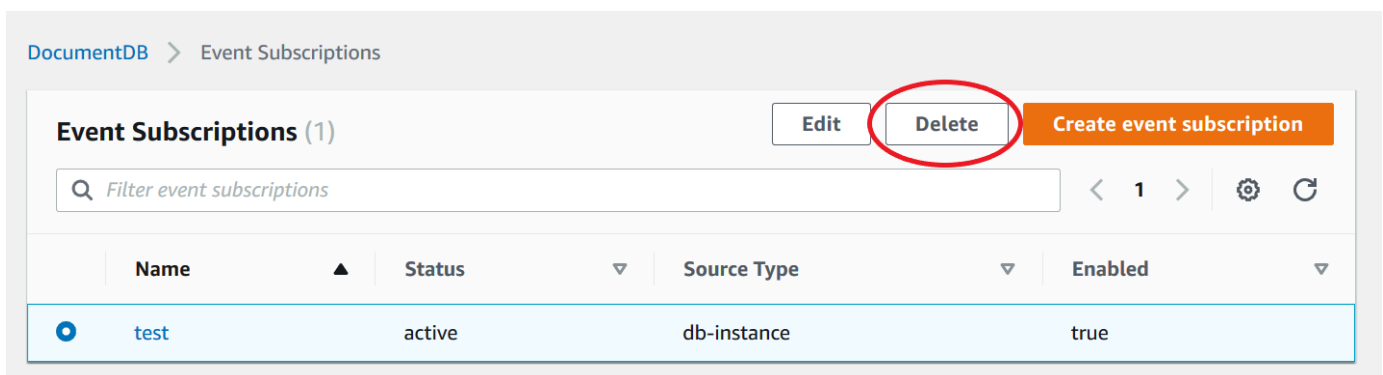 DocumentDB > Event Subscriptions
Event Subscriptions (1)
Edit
Delete
Create event subscription
Filter event subscriptions
< 1 >
Name Status Source Type Enabled
test active db-instance true